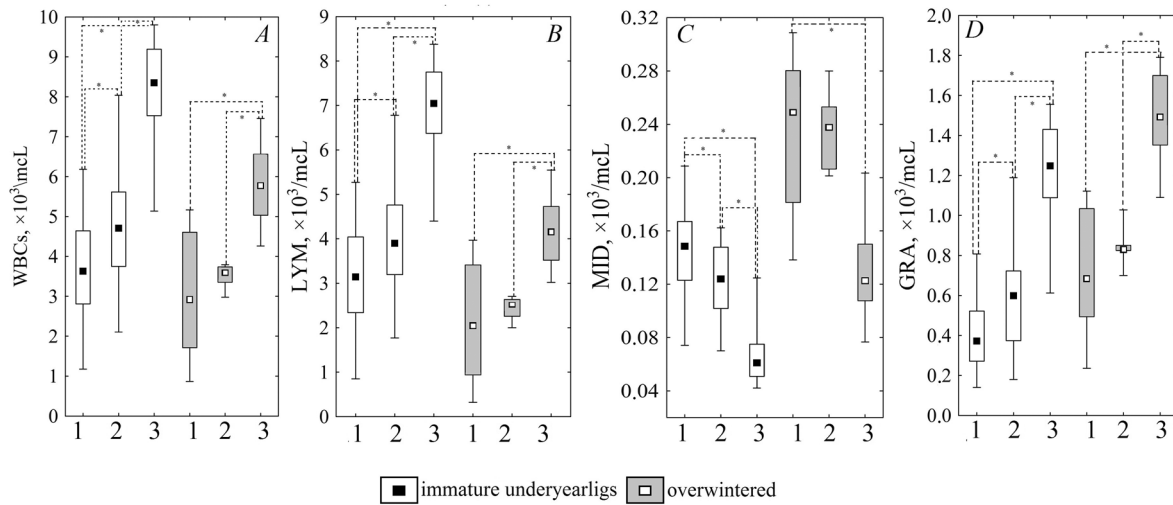 A
WBCs, ×10³\mcL
10
9
8
7
6
5
4
3
2
1
0
* * * * *
1 2 3 1 2 3
B
LYM, ×10³/mcL
9
8
7
6
5
4
3
2
1
0
* * * * *
1 2 3 1 2 3
C
MID, ×10³/mcL
0.32
0.28
0.24
0.20
0.16
0.12
0.08
0.04
* * * *
1 2 3 1 2 3
D
GRA, ×10³/mcL
2.0
1.8
1.6
1.4
1.2
1.0
0.8
0.6
0.4
0.2
0.0
* * * * *
1 2 3 1 2 3
immature underyearligs overwintered